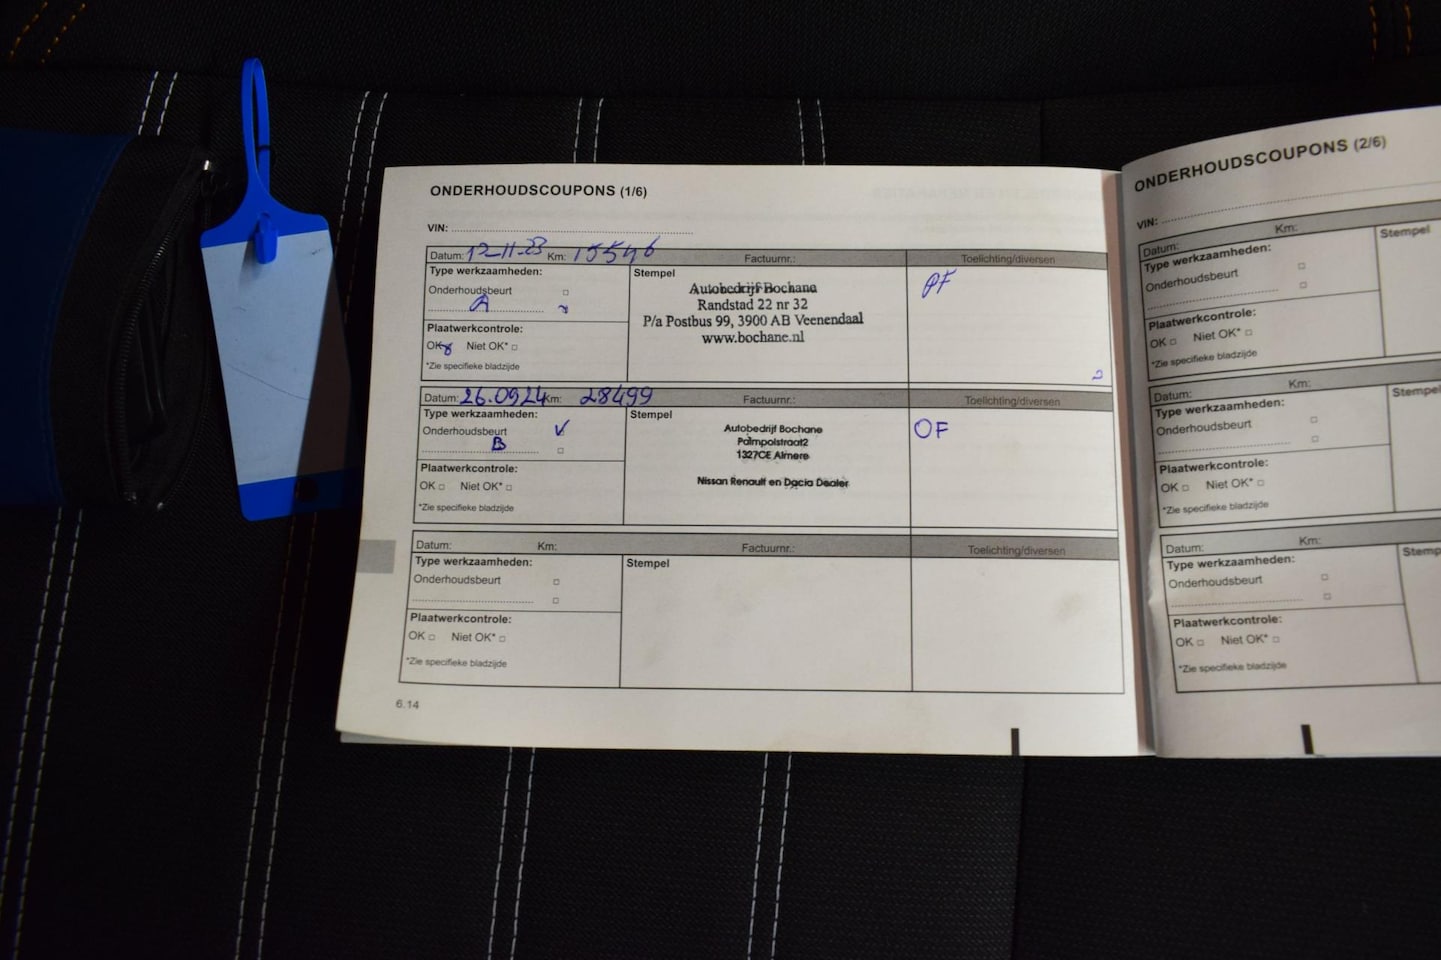 ONDERHOUDSCOUPONS (1/6)
VIN:
Datum: 12-11-23 Km: 15546 Factuurnr.: Toelichting/diversen
Type werkzaamheden:
Onderhoudsbeurt
A
Plaatwerkcontrole:
OK Niet OK*
*Zie specifieke bladzijde
Stempel
Autobedrijf Bochane
Randstad 22 nr 32
P/a Postbus 99, 3900 AB Veenendaal
www.bochane.nl
Datum: 26.0924 Km: 28499 Factuurnr.: Toelichting/diversen
Type werkzaamheden:
Onderhoudsbeurt
B
Plaatwerkcontrole:
OK Niet OK*
*Zie specifieke bladzijde
Stempel
Autobedrijf Bochane
Palmpolstraat2
1327CE Almere
Nissan Renault en Dacia Dealer
OF
Datum: Km: Factuurnr.: Toelichting/diversen
Type werkzaamheden:
Onderhoudsbeurt
Plaatwerkcontrole:
OK Niet OK*
*Zie specifieke bladzijde
Stempel
6.14
ONDERHOUDSCOUPONS (2/6)
VIN:
Datum: Km:
Type werkzaamheden:
Onderhoudsbeurt
Plaatwerkcontrole:
OK Niet OK*
*Zie specifieke bladzijde
Stempel
Datum: Km:
Type werkzaamheden:
Onderhoudsbeurt
Plaatwerkcontrole:
OK Niet OK*
*Zie specifieke bladzijde
Stempel
Datum: Km:
Type werkzaamheden:
Onderhoudsbeurt
Plaatwerkcontrole:
OK Niet OK*
*Zie specifieke bladzijde
Stemp